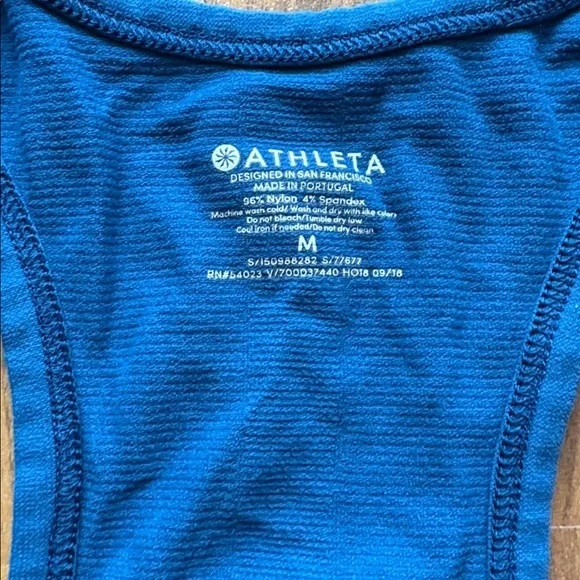 ATHLETA
DESIGNED IN SAN FRANCISCO
MADE IN PORTUGAL
96% Nylon 4% Spandex
Machine wash cold/ Wash and dry with like colors
Do not bleach/Tumble dry low
Cool iron if needed/Do not dry clean
M
S/150988282 S/77677
RN#54023 V/700037440 HO18 09/18